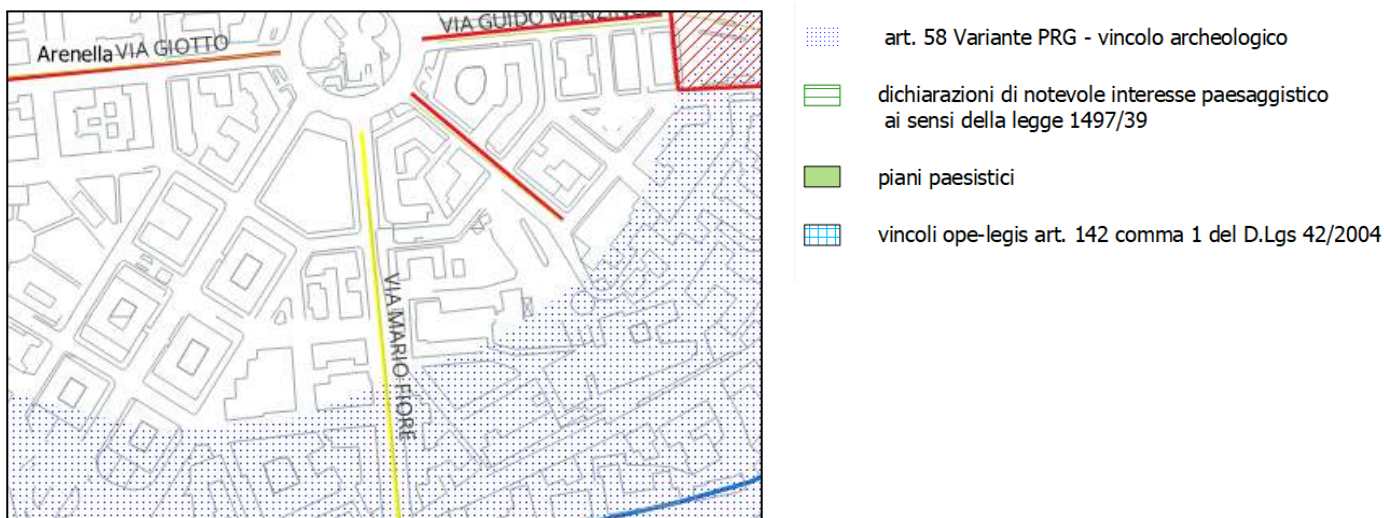 Arenella VIA GIOTTO
VIA GUIDO
VIA MARIO FIORE
art. 58 Variante PRG - vincolo archeologico
dichiarazioni di notevole interesse paesaggistico
ai sensi della legge 1497/39
piani paesistici
vincoli ope-legis art. 142 comma 1 del D.Lgs 42/2004